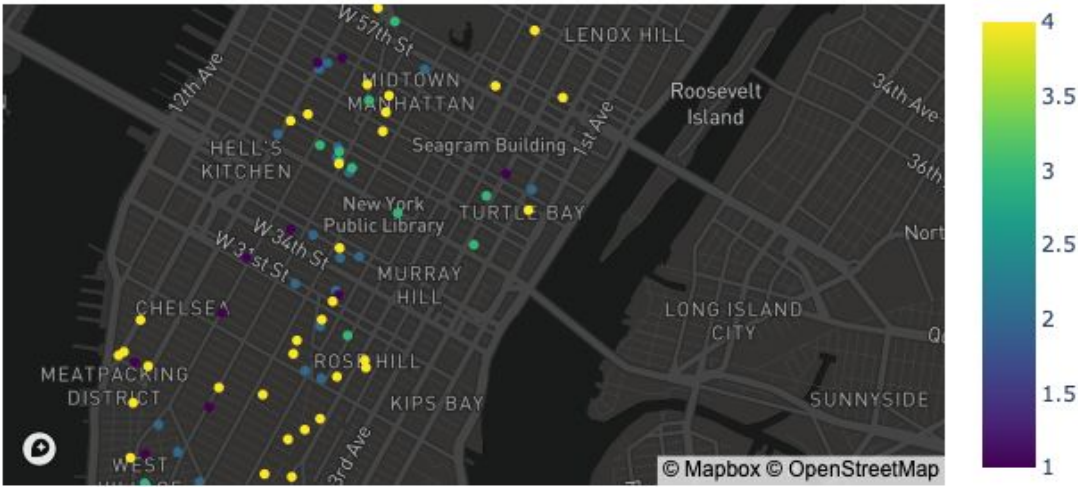 W 57th St
LENOX HILL
12th Ave
MIDTOWN
MANHATTAN
Roosevelt
Island
34th Ave
1st Ave
Seagram Building
HELL'S
KITCHEN
36th
New York
Public Library
TURTLE BAY
W 34th St
W 31st St
Nort
MURRAY
HILL
CHELSEA
LONG ISLAND
CITY
Q
ROSE HILL
MEATPACKING
DISTRICT
KIPS BAY
SUNNYSIDE
3rd Ave
WEST
© Mapbox © OpenStreetMap
4
3.5
3
2.5
2
1.5
1